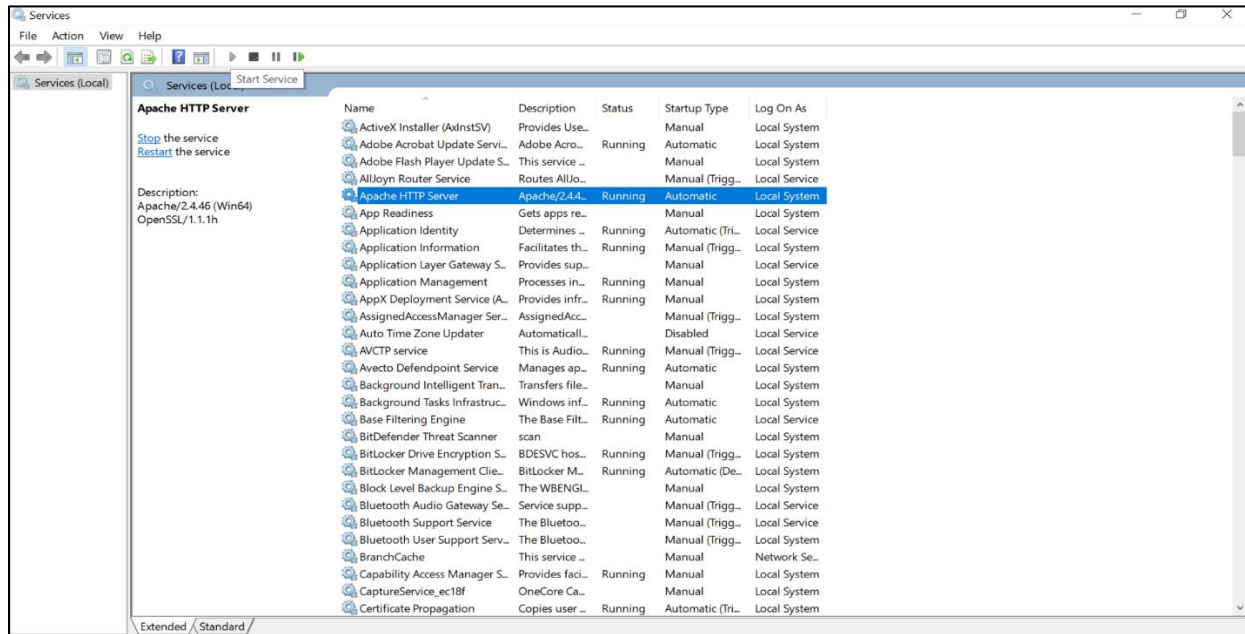 Services
File Action View Help
Start Service
Services (Local)
Services (Loc
Apache HTTP Server
Stop the service
Restart the service
Description:
Apache/2.4.46 (Win64)
OpenSSL/1.1.1h
Name Description Status Startup Type Log On As
ActiveX Installer (AxInstSV) Provides Use... Manual Local System
Adobe Acrobat Update Servi... Adobe Acro... Running Automatic Local System
Adobe Flash Player Update S... This service ... Manual Local System
AllJoyn Router Service Routes AllJo... Manual (Trigg... Local Service
Apache HTTP Server Apache/2.4.4... Running Automatic Local System
App Readiness Gets apps re... Manual Local System
Application Identity Determines ... Running Automatic (Tri... Local Service
Application Information Facilitates th... Running Manual (Trigg... Local System
Application Layer Gateway S... Provides sup... Manual Local Service
Application Management Processes in... Running Manual Local System
AppX Deployment Service (A... Provides infr... Running Manual Local System
AssignedAccessManager Ser... AssignedAcc... Manual (Trigg... Local System
Auto Time Zone Updater Automaticall... Disabled Local Service
AVCTP service This is Audio... Running Manual (Trigg... Local Service
Avecto Defendpoint Service Manages ap... Running Automatic Local System
Background Intelligent Tran... Transfers file... Manual Local System
Background Tasks Infrastruc... Windows inf... Running Automatic Local System
Base Filtering Engine The Base Filt... Running Automatic Local Service
BitDefender Threat Scanner scan Manual Local System
BitLocker Drive Encryption S... BDESVC hos... Running Manual (Trigg... Local System
BitLocker Management Clie... BitLocker M... Running Automatic (De... Local System
Block Level Backup Engine S... The WBENGI... Manual Local System
Bluetooth Audio Gateway Se... Service supp... Manual (Trigg... Local Service
Bluetooth Support Service The Bluetoo... Manual (Trigg... Local Service
Bluetooth User Support Serv... The Bluetoo... Manual (Trigg... Local System
BranchCache This service ... Manual Network Se...
Capability Access Manager S... Provides faci... Running Manual Local System
CaptureService_ec18f OneCore Ca... Manual Local System
Certificate Propagation Copies user ... Running Automatic (Tri... Local System
Extended Standard